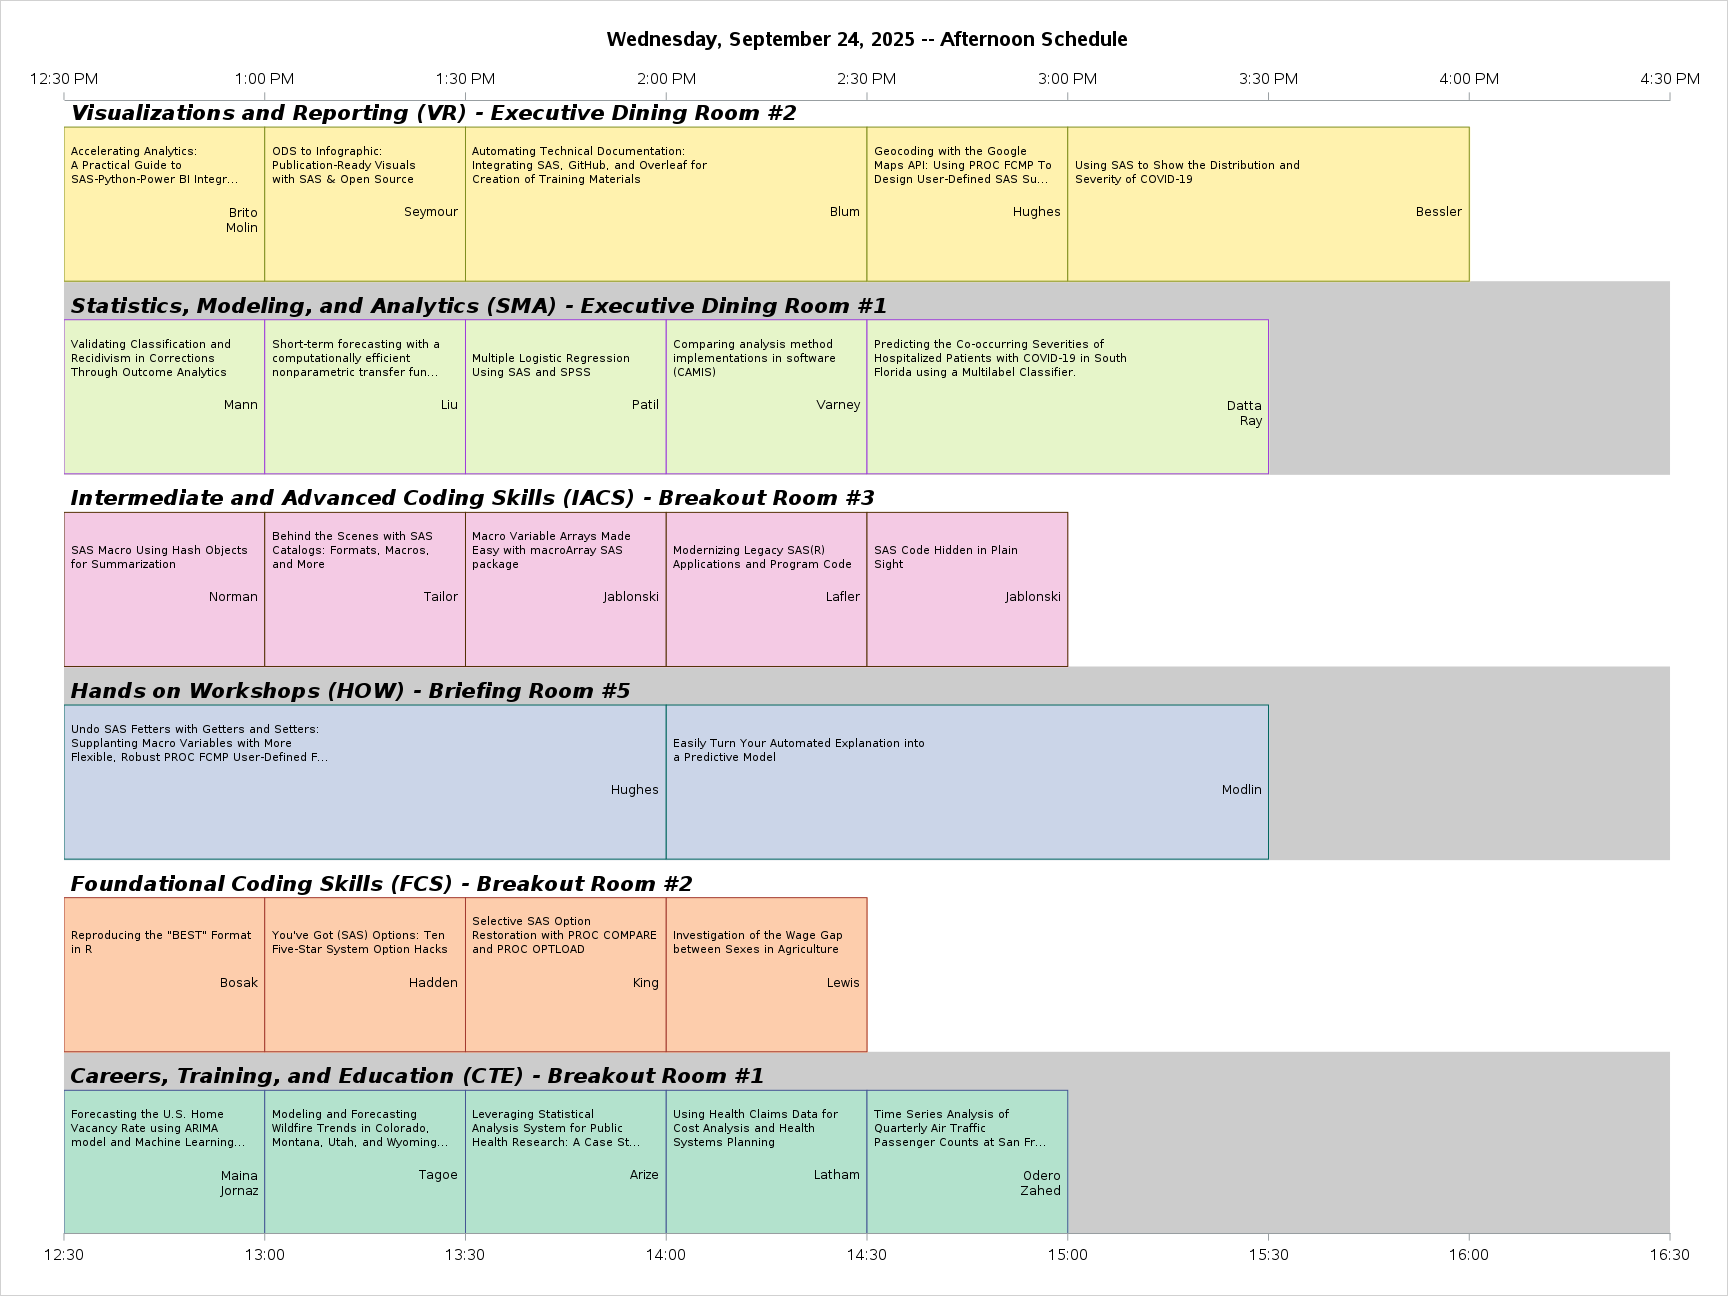 Wednesday, September 24, 2025 -- Afternoon Schedule
12:30 PM 1:00 PM 1:30 PM 2:00 PM 2:30 PM 3:00 PM 3:30 PM 4:00 PM 4:30 PM
Visualizations and Reporting (VR) - Executive Dining Room #2
Accelerating Analytics:
A Practical Guide to
SAS-Python-Power BI Integr...
Brito
Molin
ODS to Infographic:
Publication-Ready Visuals
with SAS & Open Source
Seymour
Automating Technical Documentation:
Integrating SAS, GitHub, and Overleaf for
Creation of Training Materials
Blum
Geocoding with the Google
Maps API: Using PROC FCMP To
Design User-Defined SAS Su...
Hughes
Using SAS to Show the Distribution and
Severity of COVID-19
Bessler
Statistics, Modeling, and Analytics (SMA) - Executive Dining Room #1
Validating Classification and
Recidivism in Corrections
Through Outcome Analytics
Mann
Short-term forecasting with a
computationally efficient
nonparametric transfer fun...
Liu
Multiple Logistic Regression
Using SAS and SPSS
Patil
Comparing analysis method
implementations in software
(CAMIS)
Varney
Predicting the Co-occurring Severities of
Hospitalized Patients with COVID-19 in South
Florida using a Multilabel Classifier.
Datta
Ray
Intermediate and Advanced Coding Skills (IACS) - Breakout Room #3
SAS Macro Using Hash Objects
for Summarization
Norman
Behind the Scenes with SAS
Catalogs: Formats, Macros,
and More
Tailor
Macro Variable Arrays Made
Easy with macroArray SAS
package
Jablonski
Modernizing Legacy SAS(R)
Applications and Program Code
Lafler
SAS Code Hidden in Plain
Sight
Jablonski
Hands on Workshops (HOW) - Briefing Room #5
Undo SAS Fetters with Getters and Setters:
Supplanting Macro Variables with More
Flexible, Robust PROC FCMP User-Defined F...
Hughes
Easily Turn Your Automated Explanation into
a Predictive Model
Modlin
Foundational Coding Skills (FCS) - Breakout Room #2
Reproducing the "BEST" Format
in R
Bosak
You've Got (SAS) Options: Ten
Five-Star System Option Hacks
Hadden
Selective SAS Option
Restoration with PROC COMPARE
and PROC OPTLOAD
King
Investigation of the Wage Gap
between Sexes in Agriculture
Lewis
Careers, Training, and Education (CTE) - Breakout Room #1
Forecasting the U.S. Home
Vacancy Rate using ARIMA
model and Machine Learning...
Maina
Jornaz
Modeling and Forecasting
Wildfire Trends in Colorado,
Montana, Utah, and Wyoming...
Tagoe
Leveraging Statistical
Analysis System for Public
Health Research: A Case St...
Arize
Using Health Claims Data for
Cost Analysis and Health
Systems Planning
Latham
Time Series Analysis of
Quarterly Air Traffic
Passenger Counts at San Fr...
Odero
Zahed
12:30 13:00 13:30 14:00 14:30 15:00 15:30 16:00 16:30